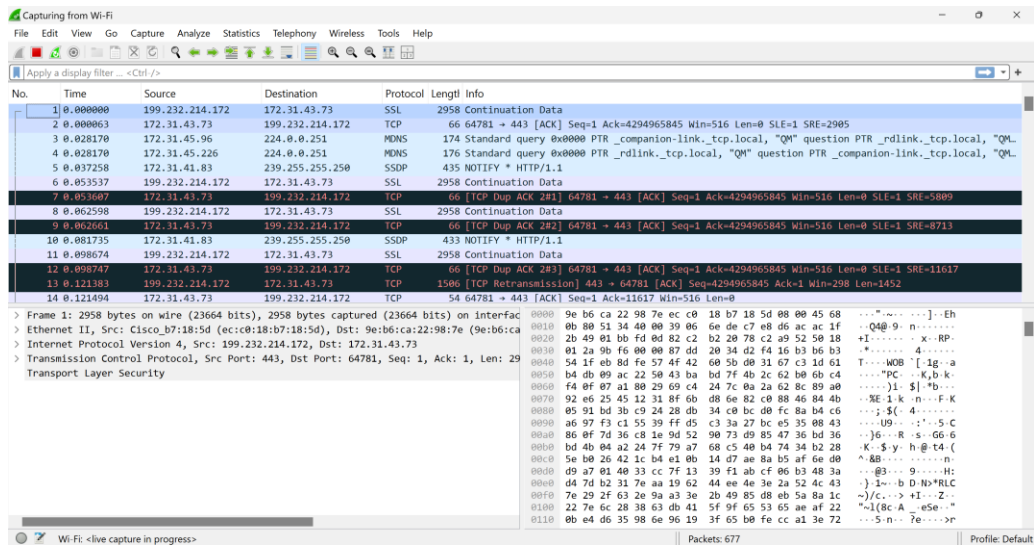 Capturing from Wi-Fi
File Edit View Go Capture Analyze Statistics Telephony Wireless Tools Help
Apply a display filter ... <Ctrl-/>
No. Time Source Destination Protocol Lengtl Info
1 0.000000 199.232.214.172 172.31.43.73 SSL 2958 Continuation Data
2 0.000063 172.31.43.73 199.232.214.172 TCP 66 64781 → 443 [ACK] Seq=1 Ack=4294965845 Win=516 Len=0 SLE=1 SRE=2905
3 0.028170 172.31.45.96 224.0.0.251 MDNS 174 Standard query 0x0000 PTR _companion-link._tcp.local, "QM" question PTR _rdlink._tcp.local, "QM…
4 0.028170 172.31.45.226 224.0.0.251 MDNS 176 Standard query 0x0000 PTR _rdlink._tcp.local, "QM" question PTR _companion-link._tcp.local, "QM…
5 0.037258 172.31.41.83 239.255.255.250 SSDP 435 NOTIFY * HTTP/1.1
6 0.053537 199.232.214.172 172.31.43.73 SSL 2958 Continuation Data
7 0.053607 172.31.43.73 199.232.214.172 TCP 66 [TCP Dup ACK 2#1] 64781 → 443 [ACK] Seq=1 Ack=4294965845 Win=516 Len=0 SLE=1 SRE=5809
8 0.062598 199.232.214.172 172.31.43.73 SSL 2958 Continuation Data
9 0.062661 172.31.43.73 199.232.214.172 TCP 66 [TCP Dup ACK 2#2] 64781 → 443 [ACK] Seq=1 Ack=4294965845 Win=516 Len=0 SLE=1 SRE=8713
10 0.081735 172.31.41.83 239.255.255.250 SSDP 433 NOTIFY * HTTP/1.1
11 0.098674 199.232.214.172 172.31.43.73 SSL 2958 Continuation Data
12 0.098747 172.31.43.73 199.232.214.172 TCP 66 [TCP Dup ACK 2#3] 64781 → 443 [ACK] Seq=1 Ack=4294965845 Win=516 Len=0 SLE=1 SRE=11617
13 0.121383 199.232.214.172 172.31.43.73 TCP 1506 [TCP Retransmission] 443 → 64781 [ACK] Seq=4294965845 Ack=1 Win=289 Len=1452
14 0.121494 172.31.43.73 199.232.214.172 TCP 54 64781 → 443 [ACK] Seq=1 Ack=11617 Win=516 Len=0
Frame 1: 2958 bytes on wire (23664 bits), 2958 bytes captured (23664 bits) on interfac
Ethernet II, Src: Cisco_b7:18:5d (ec:c0:18:b7:18:5d), Dst: 9e:b6:ca:22:98:7e (9e:b6:ca
Internet Protocol Version 4, Src: 199.232.214.172, Dst: 172.31.43.73
Transmission Control Protocol, Src Port: 443, Dst Port: 64781, Seq: 1, Ack: 1, Len: 29
Transport Layer Security
0000 9e b6 ca 22 98 7e ec c0 18 b7 18 5d 08 00 45 68
0010 0b 80 51 34 40 00 39 06 6e de c7 e8 d6 ac ac 1f
0020 2b 49 01 bb fd 0d 82 c2 b2 20 78 c2 a9 52 50 18
0030 01 2a 9b f6 00 00 87 dd 20 34 d2 f4 16 b3 b6 b3
0040 54 1f eb 8d fe 57 4f 42 60 5b d0 31 67 c3 1d 61
0050 b4 db 09 ac 22 50 43 ba bd 7f 4b 2c 62 b0 6b c4
0060 f4 0f 07 a1 80 29 69 c4 24 7c 0a 2a 62 8c 89 a0
0070 92 e6 25 45 12 31 8f 6b d8 6e 82 c0 88 46 84 4b
0080 05 91 bd 3b c9 24 28 db 34 c0 bc d0 fc 8a b4 c6
0090 a6 97 f3 c1 55 39 ff d5 c3 3a 27 bc e5 35 08 43
00a0 86 0f 7d 36 c8 1e 9d 52 90 73 d9 85 47 36 bd 36
00b0 bd 4b 04 a2 24 7f 79 a7 68 c5 40 b4 74 34 b2 28
00c0 5e b0 26 42 1c b4 e1 0b 14 d7 ae 8a b5 af 6e d0
00d0 d9 a7 01 40 33 cc 7f 13 39 f1 ab cf 06 b3 48 3a
00e0 d4 7d b2 31 7e aa 19 62 44 ee 4e 3e 2a 52 4c 43
00f0 7e 29 2f 63 2e 9a a3 3e 2b 49 85 d8 eb 5a 8a 1c
0100 22 7e 6c 28 38 63 db 41 5f 9f 65 53 65 ae af 22
0110 0b e4 d6 35 98 6e 96 19 3f 65 b0 fe cc a1 3e 72
Wi-Fi: <live capture in progress>
Packets: 677
Profile: Default